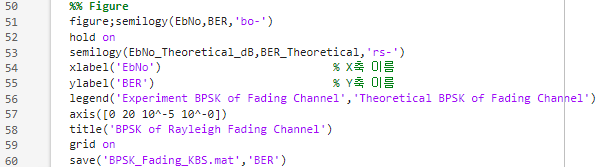 50 %% Figure
51 figure;semilogy(EbNo,BER,'bo-')
52 hold on
53 semilogy(EbNo_Theoretical_dB,BER_Theoretical,'rs-')
54 xlabel('EbNo') % X축 이름
55 ylabel('BER') % Y축 이름
56 legend('Experiment BPSK of Fading Channel','Theoretical BPSK of Fading Channel')
57 axis([0 20 10^-5 10^-0])
58 title('BPSK of Rayleigh Fading Channel')
59 grid on
60 save('BPSK_Fading_KBS.mat','BER')